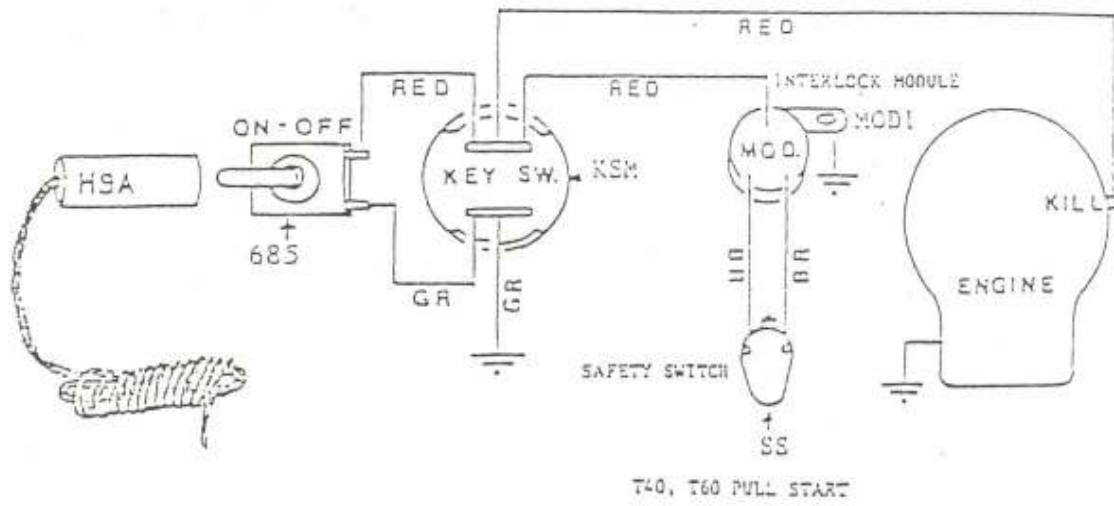 RED
RED
RED
INTERLOCK MODULE
ON-OFF
MOD1
H9A
KEY SW.
KSM
MOD.
KILL
685
GR
GR
BR
ENGINE
SAFETY SWITCH
SS
T40, T60 PULL START